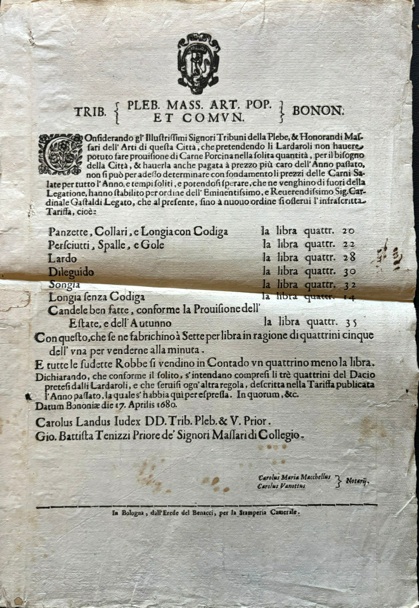 TRIB. { PLEB. MASS. ART. POP. ET COMVN. } BONON.
Onsiderando gl'Illustrissimi Signori Tribuni della Plebe, & Honorandi Mas-
sari dell'Arti di questa Città, che pretendendo li Lardaroli non hauere
potuto fare prouisione di Carne Porcina nella solita quantità, per il bisogno
della Città, & hauerla anche pagata à prezzo più caro dell'Anno passato,
non si può per adesso determinare con fondamento li prezzi delle Carni Sa-
late per tutto l'Anno, e tempi soliti, e potendosi sperare, che ne venghino di fuori della
Legatione, hanno stabilito per ordine dell'Eminentissimo, e Reuerendissimo Sig. Car-
dinale Gastaldi Legato, che al presente, sino à nuouo ordine si osserui l'infrascritta
Tariffa, cioè:
Panzette, Collari, e Longia con Codiga la libra quattr. 20
Persciutti, Spalle, e Gole la libra quattr. 22
Lardo la libra quattr. 28
Dileguido la libra quattr. 30
Songia la libra quattr. 32
Longia senza Codiga la libra quattr. 14
Candele ben fatte, conforme la Prouisione dell'
Estate, e dell'Autunno la libra quattr. 35
Con questo, che se ne fabrichino à Sette per libra in ragione di quattrini cinque
dell'vna per venderne alla minuta.
E tutte le sudette Robbe si vendino in Contado vn quattrino meno la libra.
Dichiarando, che conforme il solito, s'intendano compresi li trè quattrini del Dacio
pretesi dalli Lardaroli, e che seruisi ogn'altra regola, descritta nella Tariffa publicata
l'Anno passato, la quale s'habbia quì per espressa. In quorum, &c.
Datum Bononiæ die 17. Aprilis 1680.
Carolus Landus Iudex DD. Trib. Pleb. & V. Prior.
Gio. Battista Tenizzi Priore de' Signori Massari di Collegio.
Carolus Maria Macchellus
Carolus Vanottus } Notarij.
In Bologna, dall'Erede del Benacci, per la Stamperia Camerale.